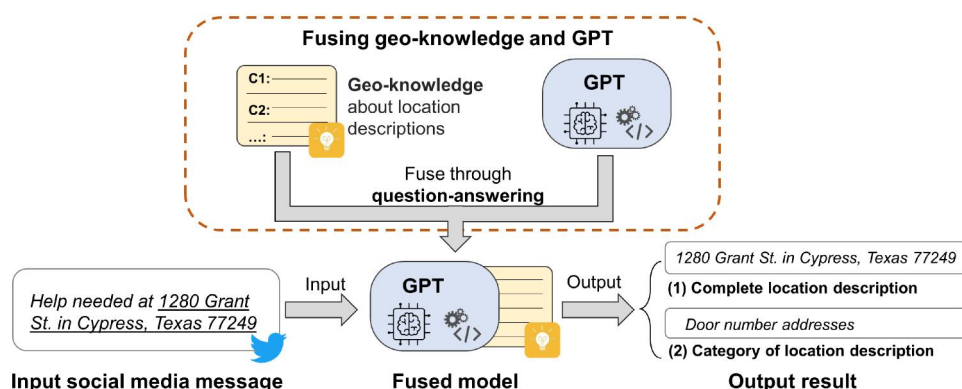 Fusing geo-knowledge and GPT
C1:
C2:
...:
Geo-knowledge
about location
descriptions
GPT
</>
Fuse through
question-answering
Help needed at 1280 Grant
St. in Cypress, Texas 77249
Input
GPT
</>
Output
1280 Grant St. in Cypress, Texas 77249
(1) Complete location description
Door number addresses
(2) Category of location description
Input social media message
Fused model
Output result